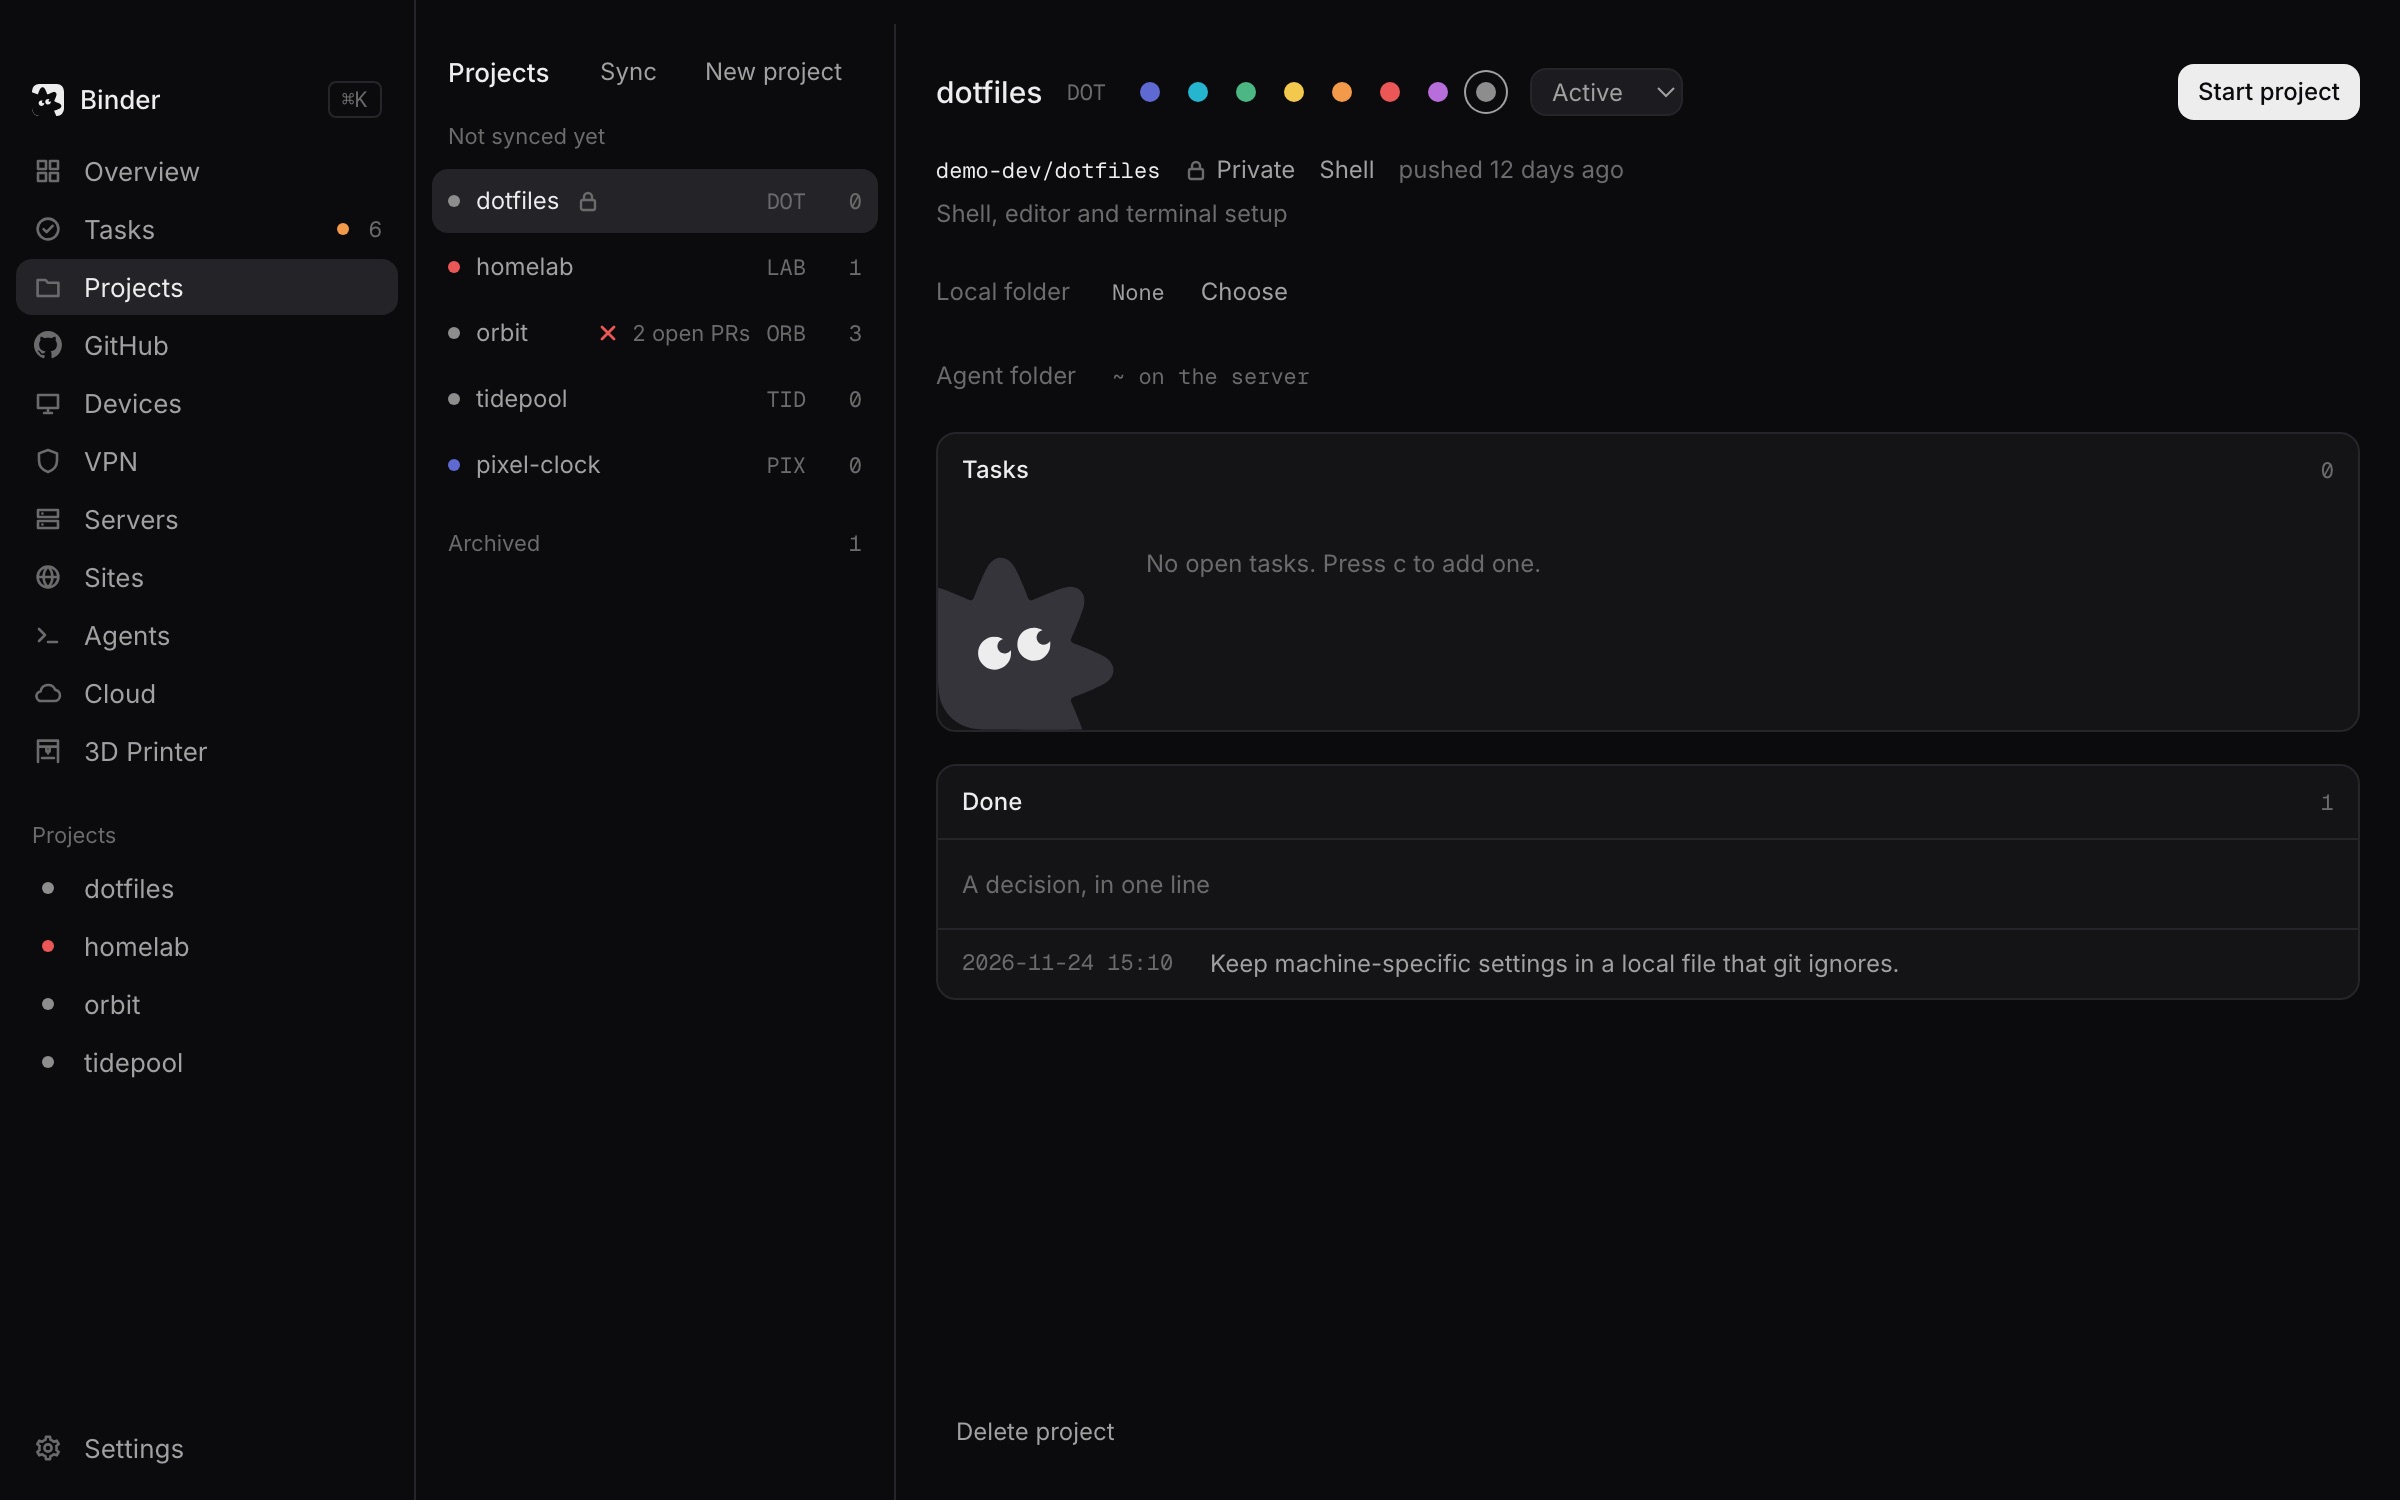 Binder ⌘K
Overview
Tasks 6
Projects
GitHub
Devices
VPN
Servers
Sites
Agents
Cloud
3D Printer
Projects
dotfiles
homelab
orbit
tidepool
Settings
Projects Sync New project
Not synced yet
dotfiles DOT 0
homelab LAB 1
orbit 2 open PRs ORB 3
tidepool TID 0
pixel-clock PIX 0
Archived 1
dotfiles DOT Active Start project
demo-dev/dotfiles Private Shell pushed 12 days ago
Shell, editor and terminal setup
Local folder None Choose
Agent folder ~ on the server
Tasks 0
No open tasks. Press c to add one.
Done 1
A decision, in one line
2026-11-24 15:10 Keep machine-specific settings in a local file that git ignores.
Delete project